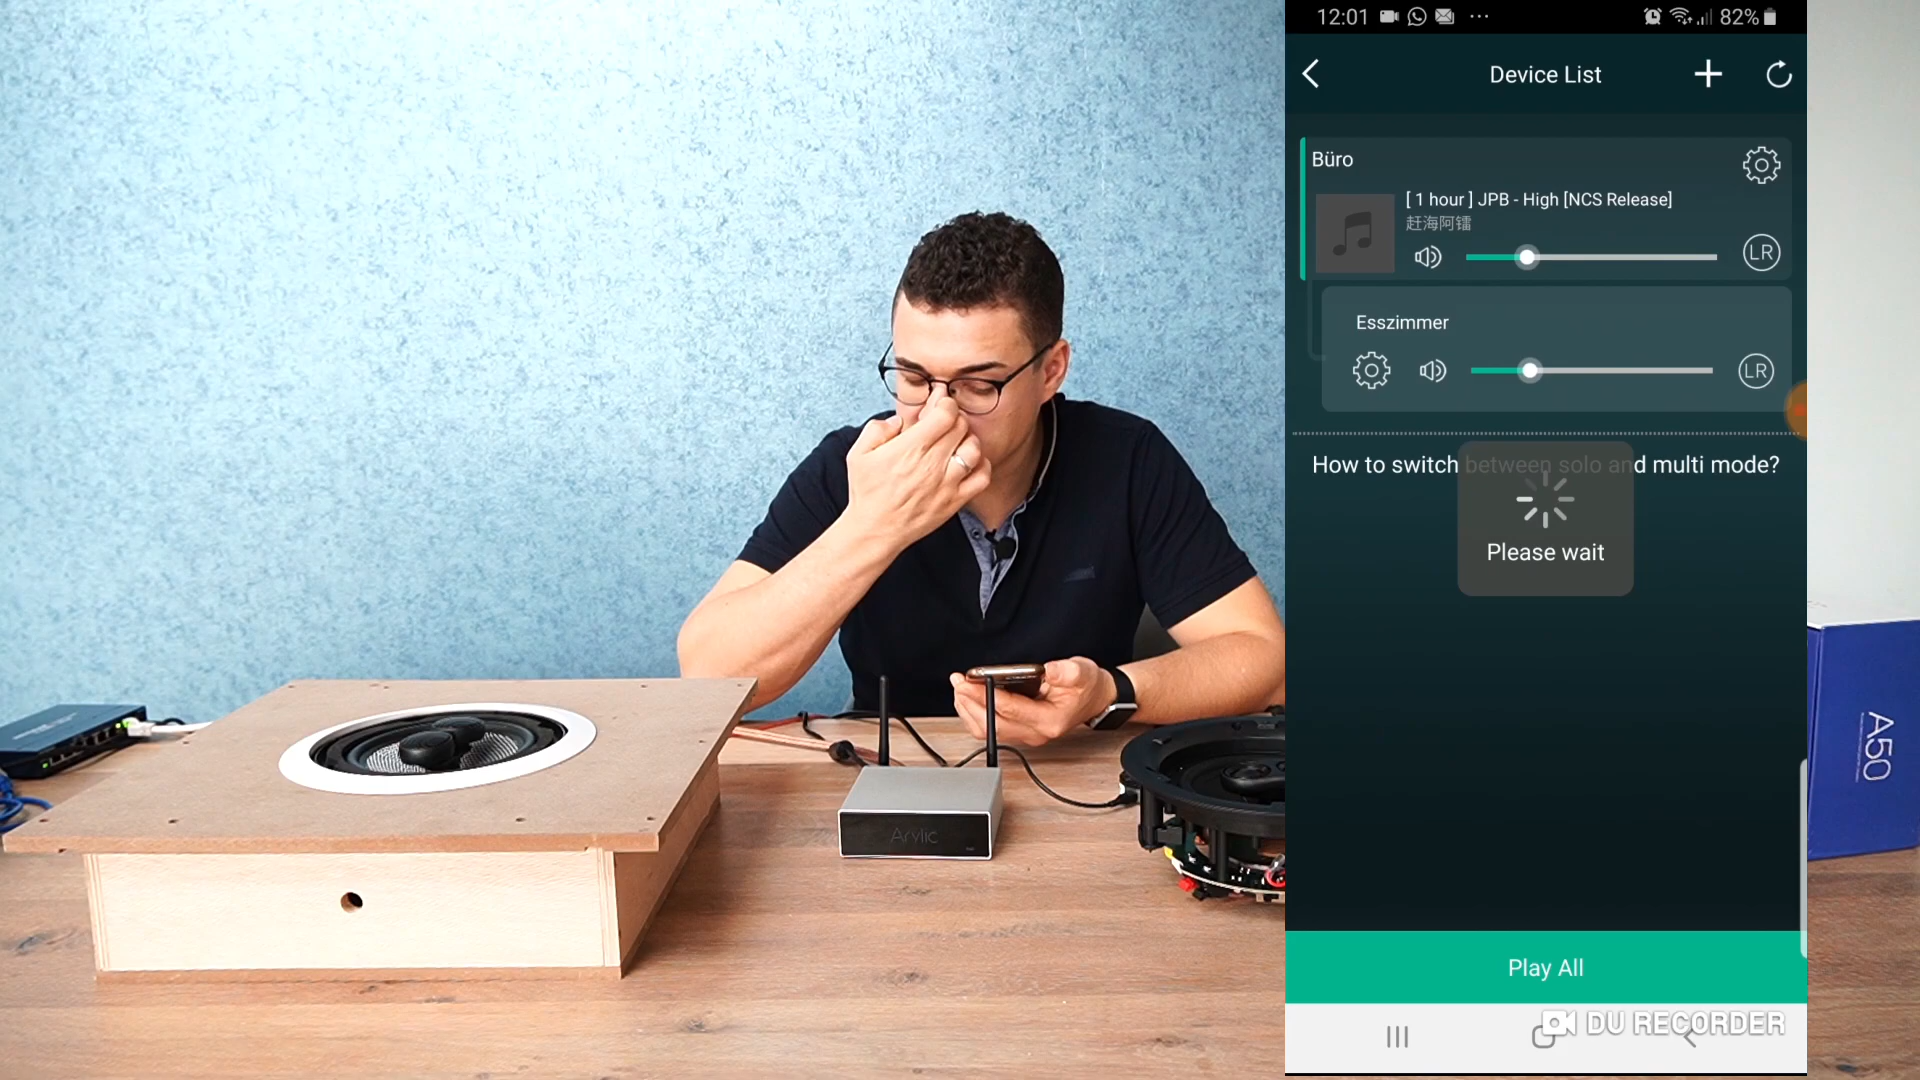 12:01
82%
Device List
Büro
[ 1 hour ] JPB - High [NCS Release]
赶海阿镭
LR
Esszimmer
LR
How to switch between solo and multi mode?
Please wait
Play All
DU RECORDER
Arylic
A50